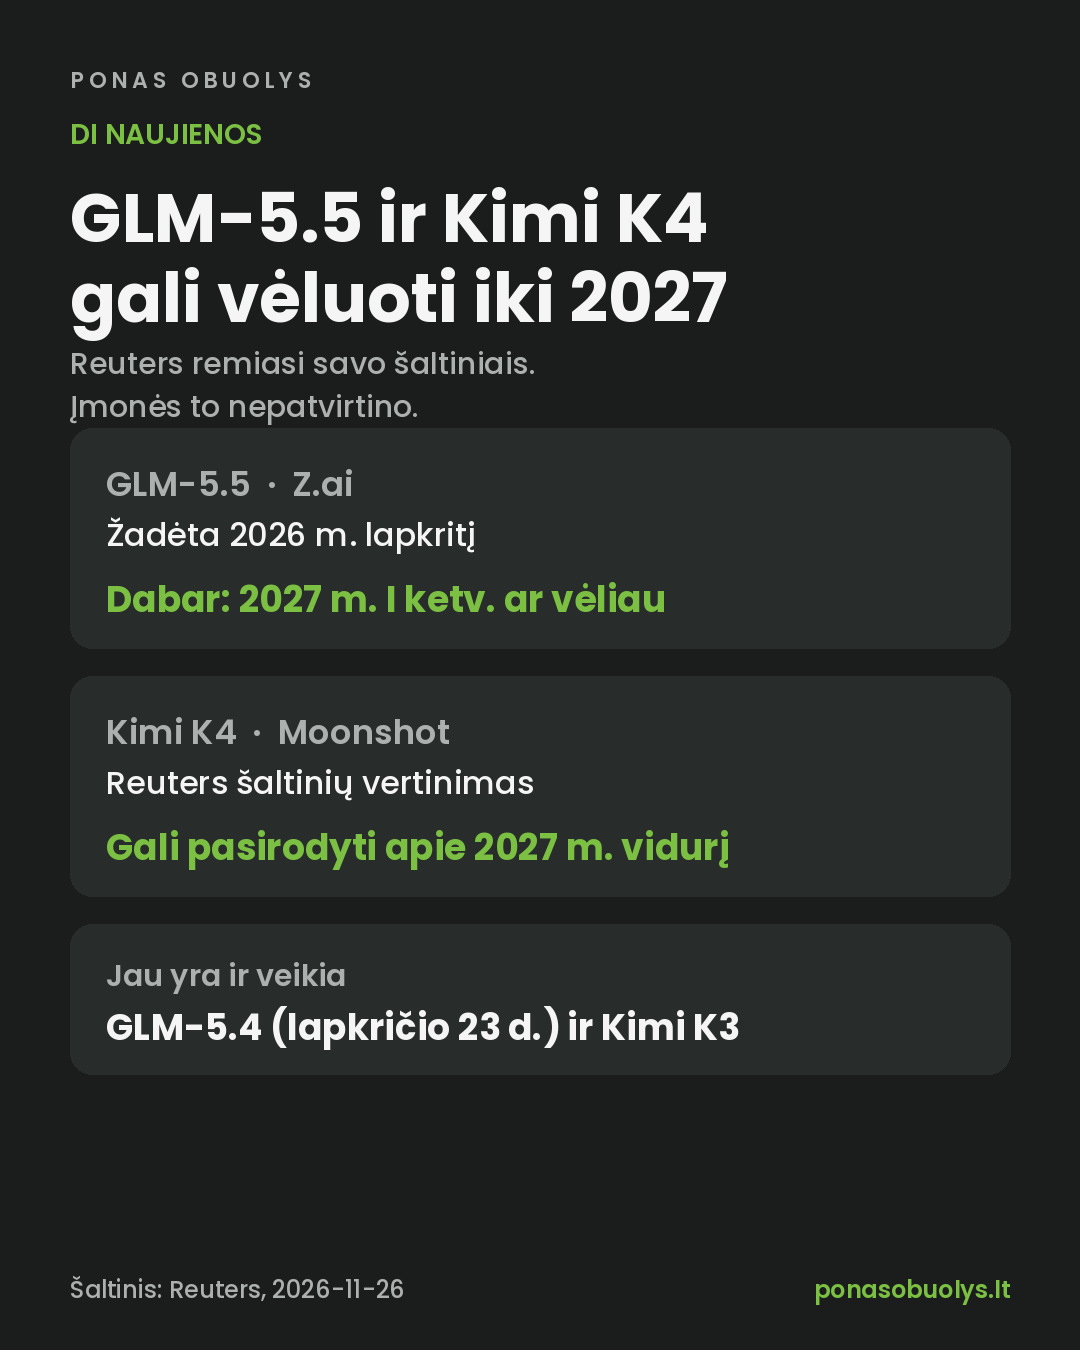 PONAS OBUOLYS
DI NAUJIENOS
GLM-5.5 ir Kimi K4
gali vėluoti iki 2027
Reuters remiasi savo šaltiniais.
Įmonės to nepatvirtino.
GLM-5.5 · Z.ai
Žadėta 2026 m. lapkritį
Dabar: 2027 m. I ketv. ar vėliau
Kimi K4 · Moonshot
Reuters šaltinių vertinimas
Gali pasirodyti apie 2027 m. vidurį
Jau yra ir veikia
GLM-5.4 (lapkričio 23 d.) ir Kimi K3
Šaltinis: Reuters, 2026-11-26
ponasobuolys.lt